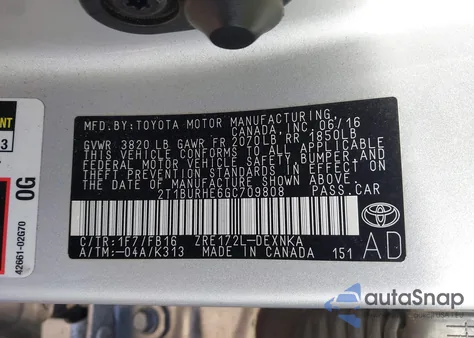 MFD.BY:TOYOTA MOTOR MANUFACTURING,
CANADA, INC. 06/16
GVWR 3820 LB GAWR FR 2070LB RR 1850LB
THIS VEHICLE CONFORMS TO ALL APPLICABLE
FEDERAL MOTOR VEHICLE SAFETY, BUMPER, AND
THEFT PREVENTION STANDARDS IN EFFECT ON
THE DATE OF MANUFACTURE SHOWN ABOVE.
2T1BURHE6GC709808 PASS.CAR
C/TR:1F7/FB16 ZRE172L-DEXNKA
A/TM:-04A/K313 MADE IN CANADA 151
AD
0G
42661-02G70
autoSnap